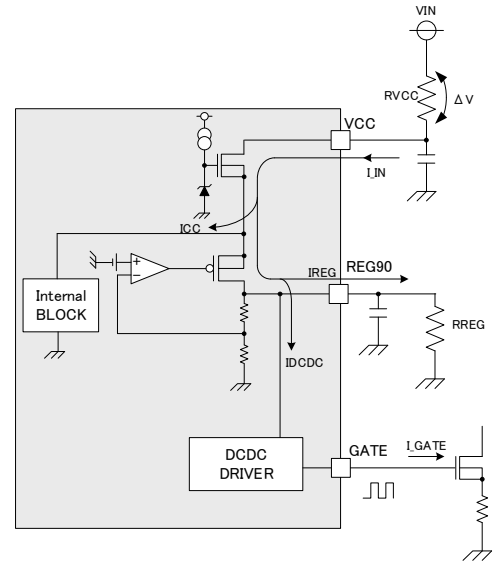 VIN
RVCC
ΔV
VCC
I_IN
ICC
+
−
Internal
BLOCK
IREG
REG90
RREG
IDCDC
DCDC
DRIVER
GATE
I_GATE